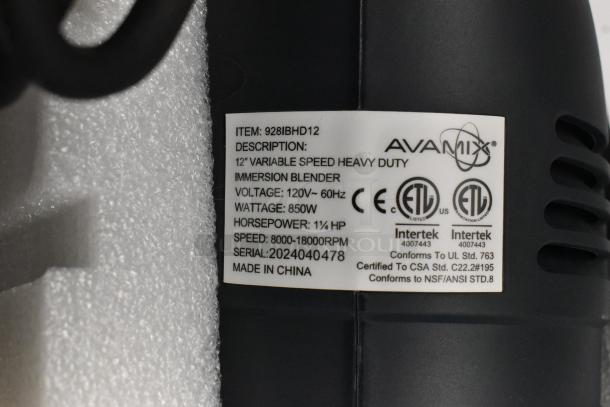 ITEM: 928IBHD12
DESCRIPTION:
12" VARIABLE SPEED HEAVY DUTY
IMMERSION BLENDER
VOLTAGE: 120V~ 60Hz
WATTAGE: 850W
HORSEPOWER: 1¼ HP
SPEED: 8000-18000RPM
SERIAL:2024040478
MADE IN CHINA
AVAMIX®
CE
c ETL us
LISTED
Intertek
4007443
ETL
Intertek
4007443
Conforms To UL Std. 763
Certified To CSA Std. C22.2#195
Conforms to NSF/ANSI STD.8